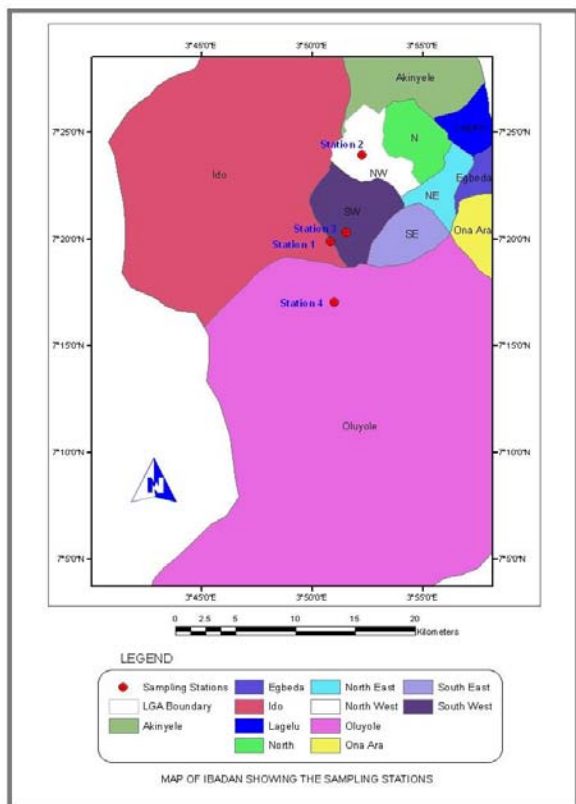 3°45'0"E 3°50'0"E 3°55'0"E
Akinyele
7°25'0"N 7°25'0"N
N
Lagelu
Station 2
Ido
NW
Egbeda
NE
SW
Station 3
SE
Ona Ara
7°20'0"N 7°20'0"N
Station 1
Station 4
7°15'0"N 7°15'0"N
Oluyole
7°10'0"N 7°10'0"N
N
7°5'0"N 7°5'0"N
3°45'0"E 3°50'0"E 3°55'0"E
0 2.5 5 10 15 20
Kilometers
LEGEND
Sampling Stations Egbeda North East South East
LGA Boundary Ido North West South West
Akinyele Lagelu Oluyole
North Ona Ara
MAP OF IBADAN SHOWING THE SAMPLING STATIONS